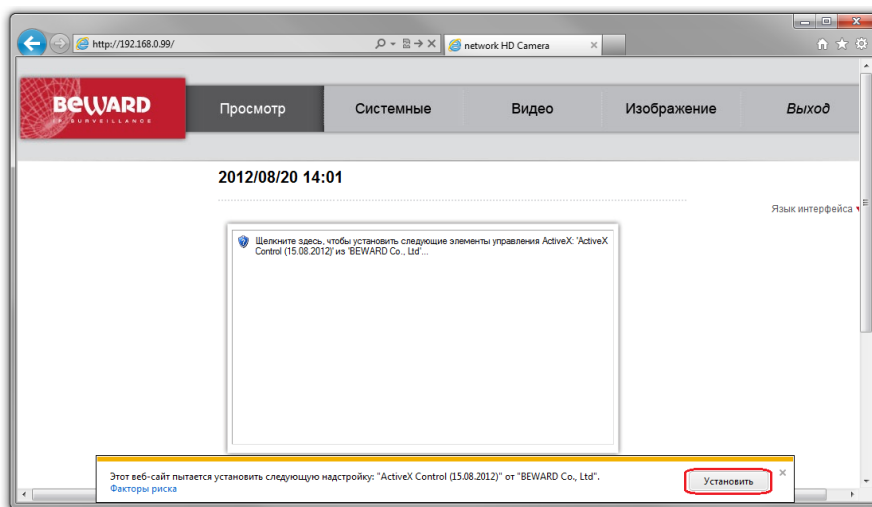 http://192.168.0.99/
network HD Camera
BEWARD
IP SURVEILLANCE
Просмотр
Системные
Видео
Изображение
Выход
2012/08/20 14:01
Язык интерфейса
Щелкните здесь, чтобы установить следующие элементы управления ActiveX: 'ActiveX
Control (15.08.2012)' из 'BEWARD Co., Ltd'...
Этот веб-сайт пытается установить следующую надстройку: "ActiveX Control (15.08.2012)" от "BEWARD Co., Ltd".
Факторы риска
Установить